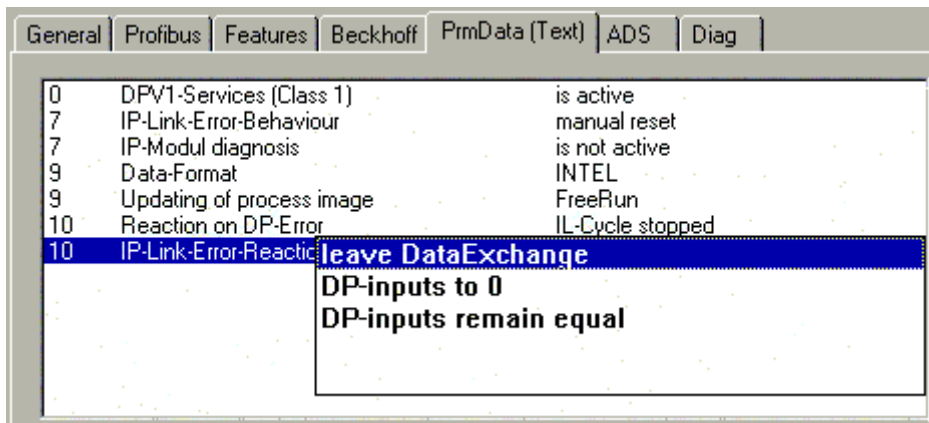 General Profibus Features Beckhoff PrmData (Text) ADS Diag
0 DPV1-Services (Class 1) is active
7 IP-Link-Error-Behaviour manual reset
7 IP-Modul diagnosis is not active
9 Data-Format INTEL
9 Updating of process image FreeRun
10 Reaction on DP-Error IL-Cycle stopped
10 IP-Link-Error-Reactio leave DataExchange
DP-inputs to 0
DP-inputs remain equal